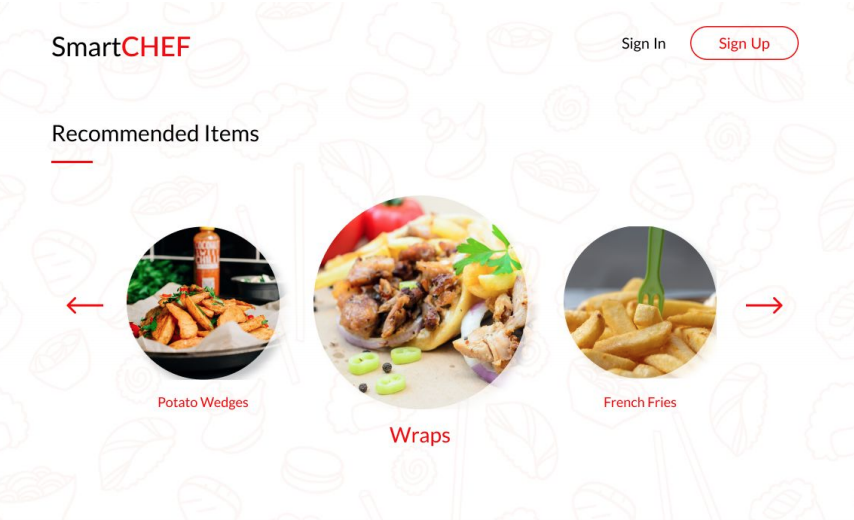 SmartCHEF
Sign In
Sign Up
Recommended Items
Potato Wedges
Wraps
French Fries